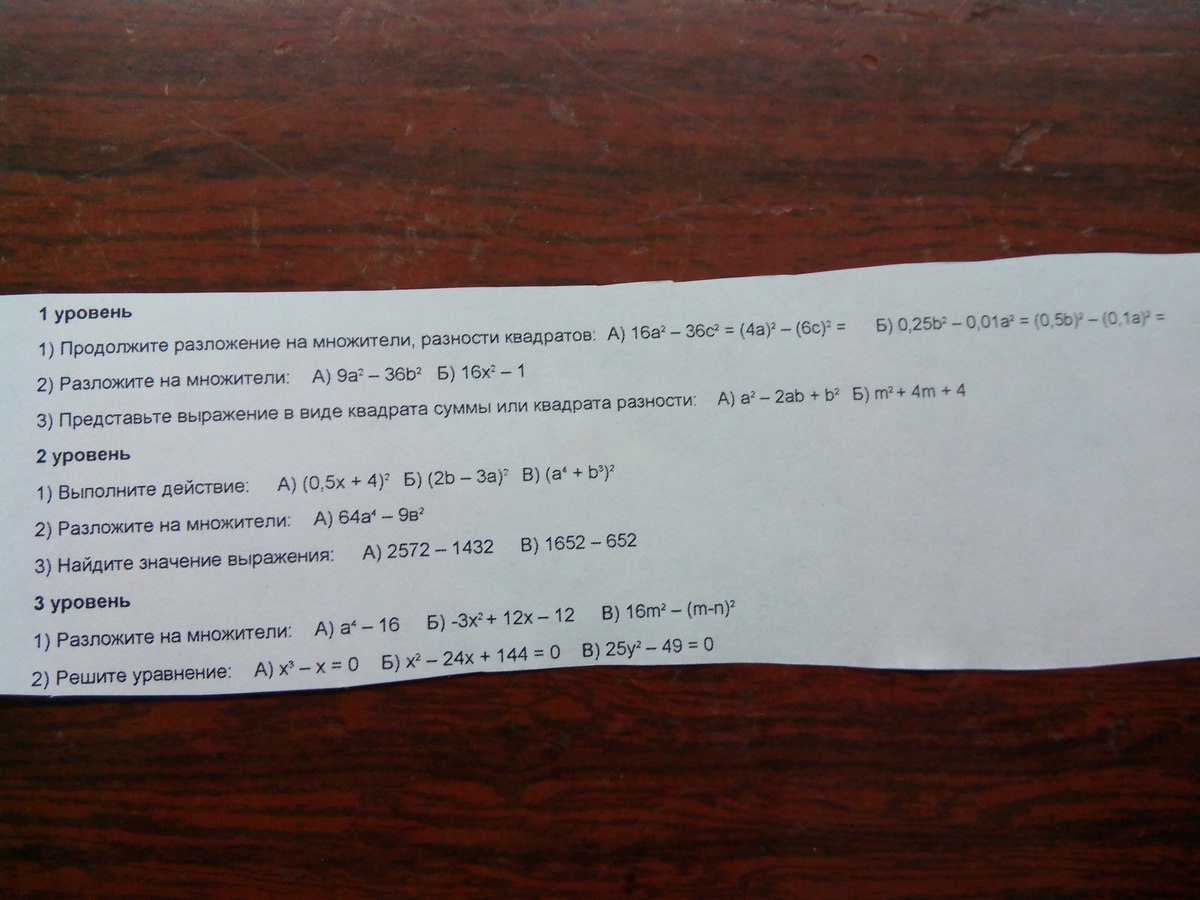 1 уровень
1) Продолжите разложение на множители, разности квадратов: А) 16a² – 36c² = (4a)² – (6c)² = Б) 0,25b² – 0,01a² = (0,5b)² – (0,1a)² =
2) Разложите на множители: А) 9a² – 36b² Б) 16x² – 1
3) Представьте выражение в виде квадрата суммы или квадрата разности: А) a² – 2ab + b² Б) m² + 4m + 4
2 уровень
1) Выполните действие: А) (0,5x + 4)² Б) (2b – 3a)² В) (a⁴ + b³)²
2) Разложите на множители: А) 64a⁴ – 9в²
3) Найдите значение выражения: А) 2572 – 1432 В) 1652 – 652
3 уровень
1) Разложите на множители: А) a⁴ – 16 Б) -3x² + 12x – 12 В) 16m² – (m-n)²
2) Решите уравнение: А) x³ – x = 0 Б) x² – 24x + 144 = 0 В) 25y² – 49 = 0